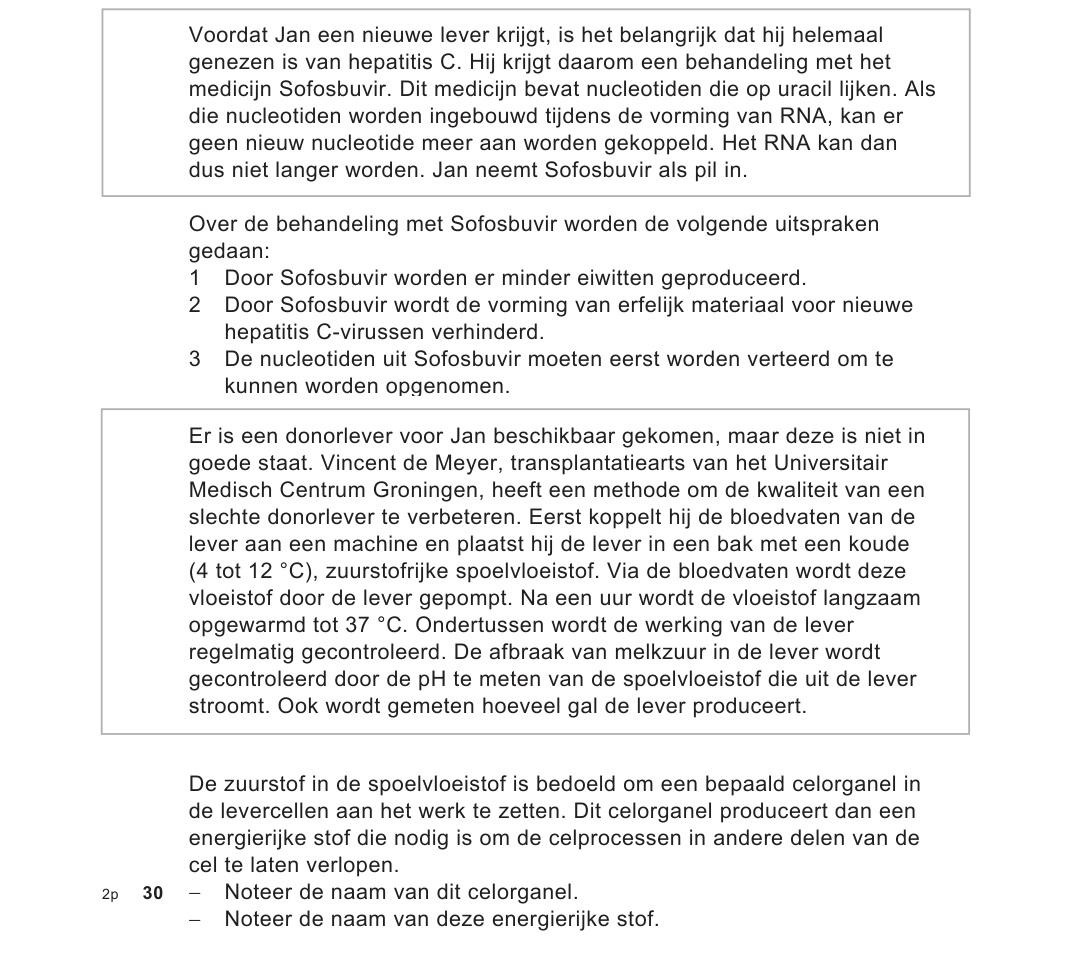 Voordat Jan een nieuwe lever krijgt, is het belangrijk dat hij helemaal
genezen is van hepatitis C. Hij krijgt daarom een behandeling met het
medicijn Sofosbuvir. Dit medicijn bevat nucleotiden die op uracil lijken. Als
die nucleotiden worden ingebouwd tijdens de vorming van RNA, kan er
geen nieuw nucleotide meer aan worden gekoppeld. Het RNA kan dan
dus niet langer worden. Jan neemt Sofosbuvir als pil in.
Over de behandeling met Sofosbuvir worden de volgende uitspraken
gedaan:
1 Door Sofosbuvir worden er minder eiwitten geproduceerd.
2 Door Sofosbuvir wordt de vorming van erfelijk materiaal voor nieuwe
hepatitis C-virussen verhinderd.
3 De nucleotiden uit Sofosbuvir moeten eerst worden verteerd om te
kunnen worden opgenomen.
Er is een donorlever voor Jan beschikbaar gekomen, maar deze is niet in
goede staat. Vincent de Meyer, transplantatiearts van het Universitair
Medisch Centrum Groningen, heeft een methode om de kwaliteit van een
slechte donorlever te verbeteren. Eerst koppelt hij de bloedvaten van de
lever aan een machine en plaatst hij de lever in een bak met een koude
(4 tot 12 °C), zuurstofrijke spoelvloeistof. Via de bloedvaten wordt deze
vloeistof door de lever gepompt. Na een uur wordt de vloeistof langzaam
opgewarmd tot 37 °C. Ondertussen wordt de werking van de lever
regelmatig gecontroleerd. De afbraak van melkzuur in de lever wordt
gecontroleerd door de pH te meten van de spoelvloeistof die uit de lever
stroomt. Ook wordt gemeten hoeveel gal de lever produceert.
De zuurstof in de spoelvloeistof is bedoeld om een bepaald celorganel in
de levercellen aan het werk te zetten. Dit celorganel produceert dan een
energierijke stof die nodig is om de celprocessen in andere delen van de
cel te laten verlopen.
2p 30 – Noteer de naam van dit celorganel.
– Noteer de naam van deze energierijke stof.